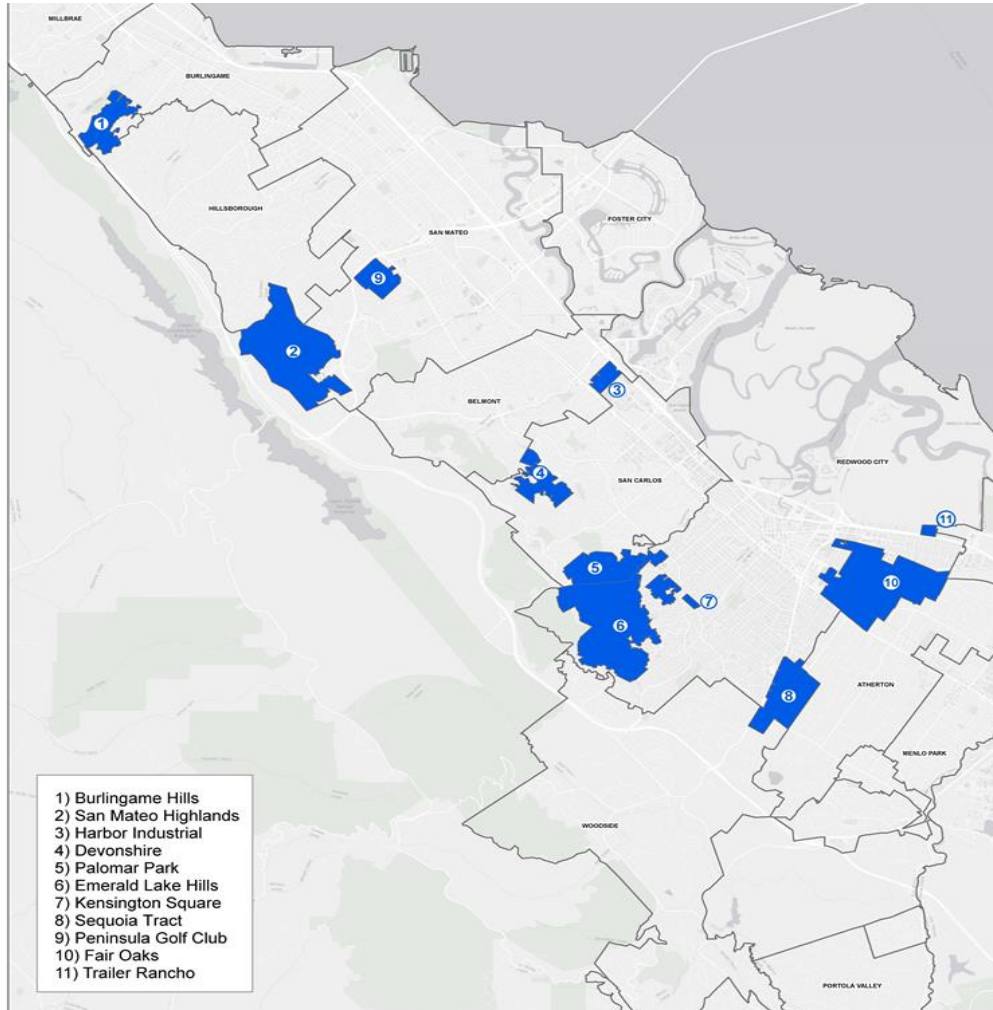 MILLBRAE
BURLINGAME
1
HILLSBOROUGH
FOSTER CITY
SAN MATEO
9
2
BELMONT
3
REDWOOD CITY
4
SAN CARLOS
11
5
10
7
6
ATHERTON
8
MENLO PARK
WOODSIDE
PORTOLA VALLEY
1) Burlingame Hills
2) San Mateo Highlands
3) Harbor Industrial
4) Devonshire
5) Palomar Park
6) Emerald Lake Hills
7) Kensington Square
8) Sequoia Tract
9) Peninsula Golf Club
10) Fair Oaks
11) Trailer Rancho